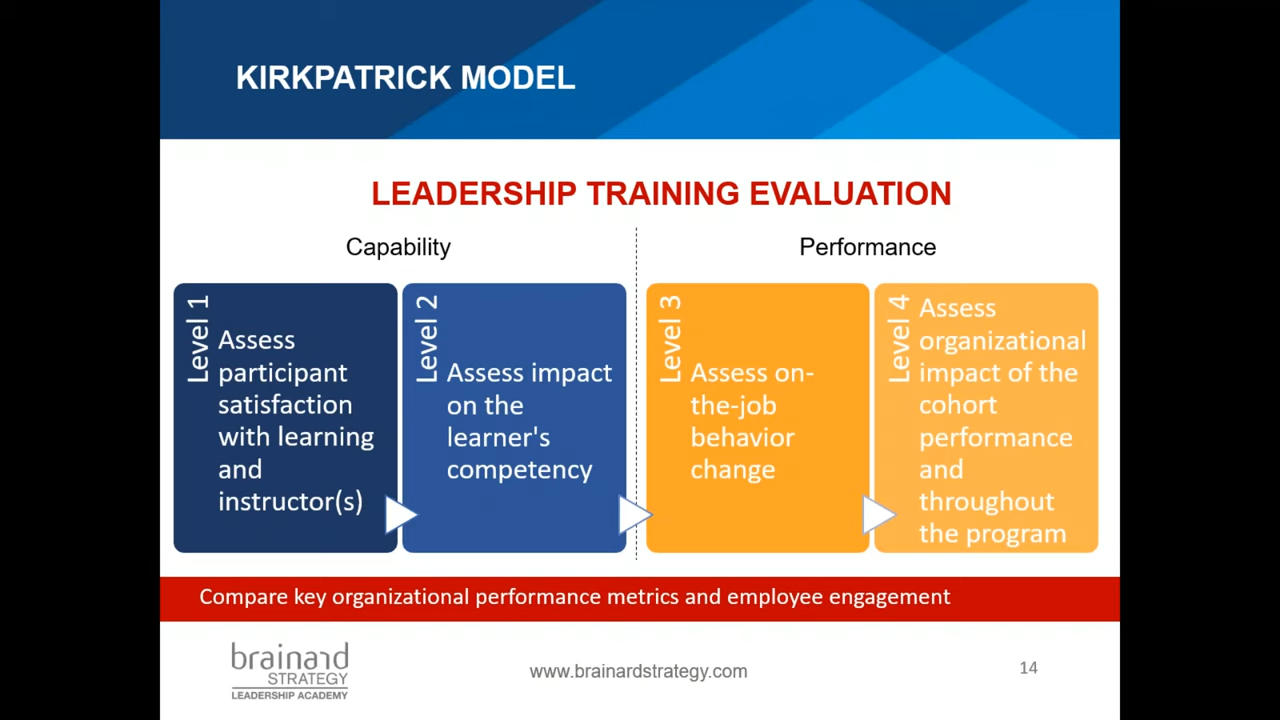 KIRKPATRICK MODEL
LEADERSHIP TRAINING EVALUATION
Capability
Performance
Level 1
Assess
participant
satisfaction
with learning
and
instructor(s)
Level 2
Assess impact
on the
learner's
competency
Level 3
Assess on-
the-job
behavior
change
Level 4
Assess
organizational
impact of the
cohort
performance
and
throughout
the program
Compare key organizational performance metrics and employee engagement
brainard
STRATEGY
LEADERSHIP ACADEMY
www.brainardstrategy.com
14